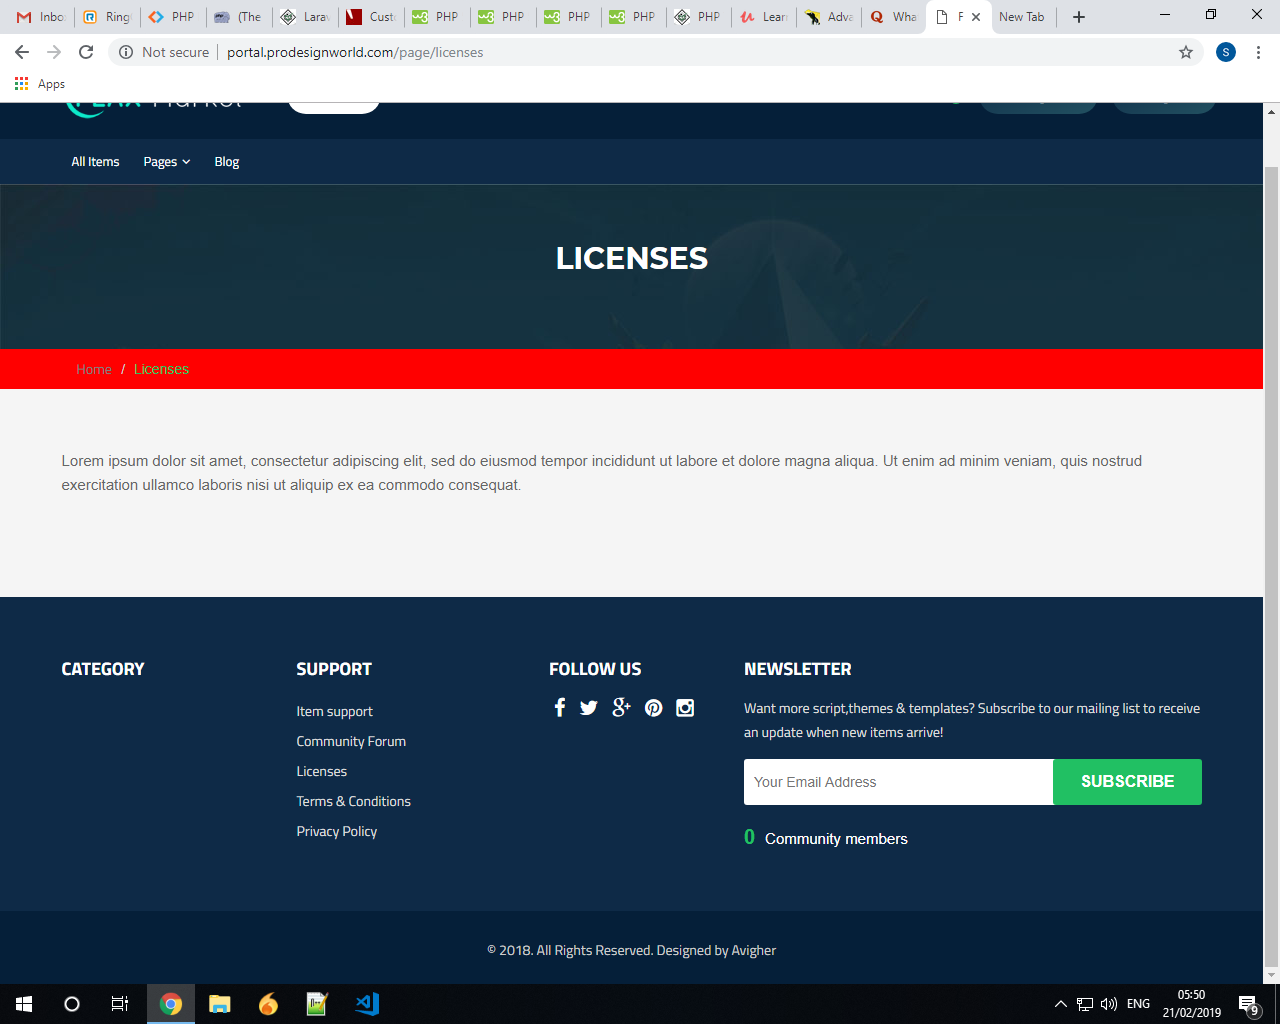 Inbo
Ring
PHP
(The
Larav
Cust
PHP
PHP
PHP
PHP
PHP
Lear
Adva
Wha
New Tab
Not secure
portal.prodesignworld.com/page/licenses
S
Apps
All Items
Pages
Blog
LICENSES
Home / Licenses
Lorem ipsum dolor sit amet, consectetur adipiscing elit, sed do eiusmod tempor incididunt ut labore et dolore magna aliqua. Ut enim ad minim veniam, quis nostrud
exercitation ullamco laboris nisi ut aliquip ex ea commodo consequat.
CATEGORY
SUPPORT
Item support
Community Forum
Licenses
Terms & Conditions
Privacy Policy
FOLLOW US
NEWSLETTER
Want more script,themes & templates? Subscribe to our mailing list to receive
an update when new items arrive!
Your Email Address
SUBSCRIBE
0 Community members
© 2018. All Rights Reserved. Designed by Avigher
ENG
05:50
21/02/2019
9